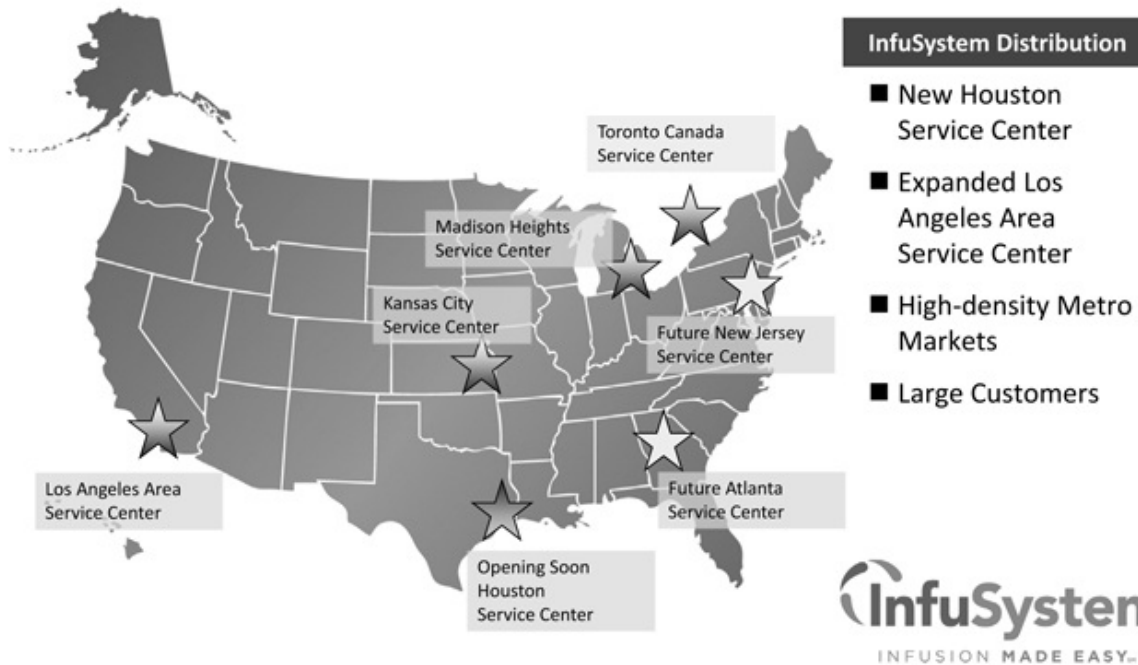 InfuSystem Distribution
■ New Houston
Service Center
■ Expanded Los
Angeles Area
Service Center
■ High-density Metro
Markets
■ Large Customers
Toronto Canada
Service Center
Madison Heights
Service Center
Kansas City
Service Center
Future New Jersey
Service Center
Los Angeles Area
Service Center
Future Atlanta
Service Center
Opening Soon
Houston
Service Center
InfuSystem
INFUSION MADE EASY